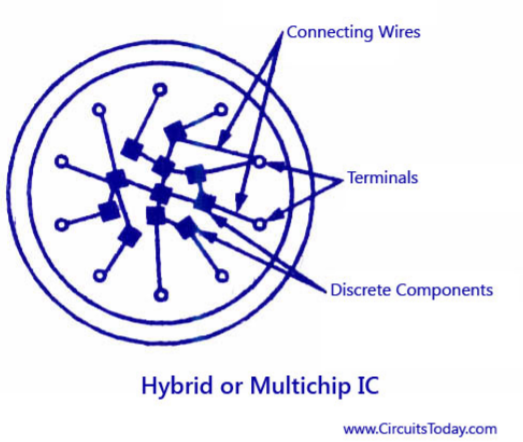 Connecting Wires
Terminals
Discrete Components
Hybrid or Multichip IC
www.CircuitsToday.com